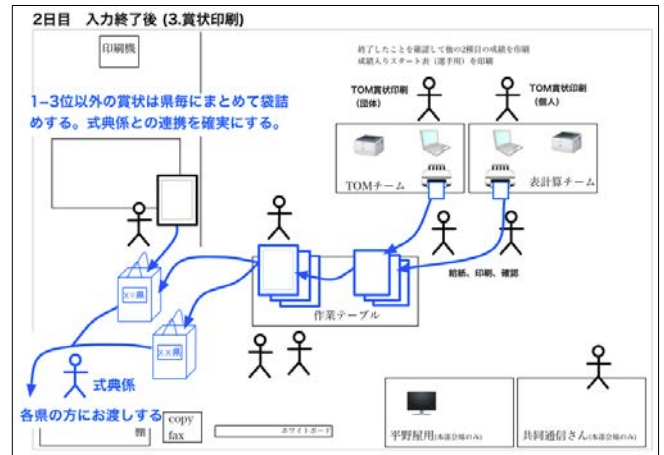 2日目　入力終了後 (3.賞状印刷)
印刷機
終了したことを確認して他の2種目の成績を印刷
成績入りスタート表（選手用）を印刷
1–3位以外の賞状は県毎にまとめて袋詰
めする。式典係との連携を確実にする。
TOM賞状印刷
(団体)
TOM賞状印刷
(個人)
TOMチーム
表計算チーム
給紙、印刷、確認
x○県
作業テーブル
xx県
式典係
各県の方にお渡しする
棚
copy
fax
ホワイトボード
平野屋用(本部会場のみ)
共同通信さん(本部会場のみ)